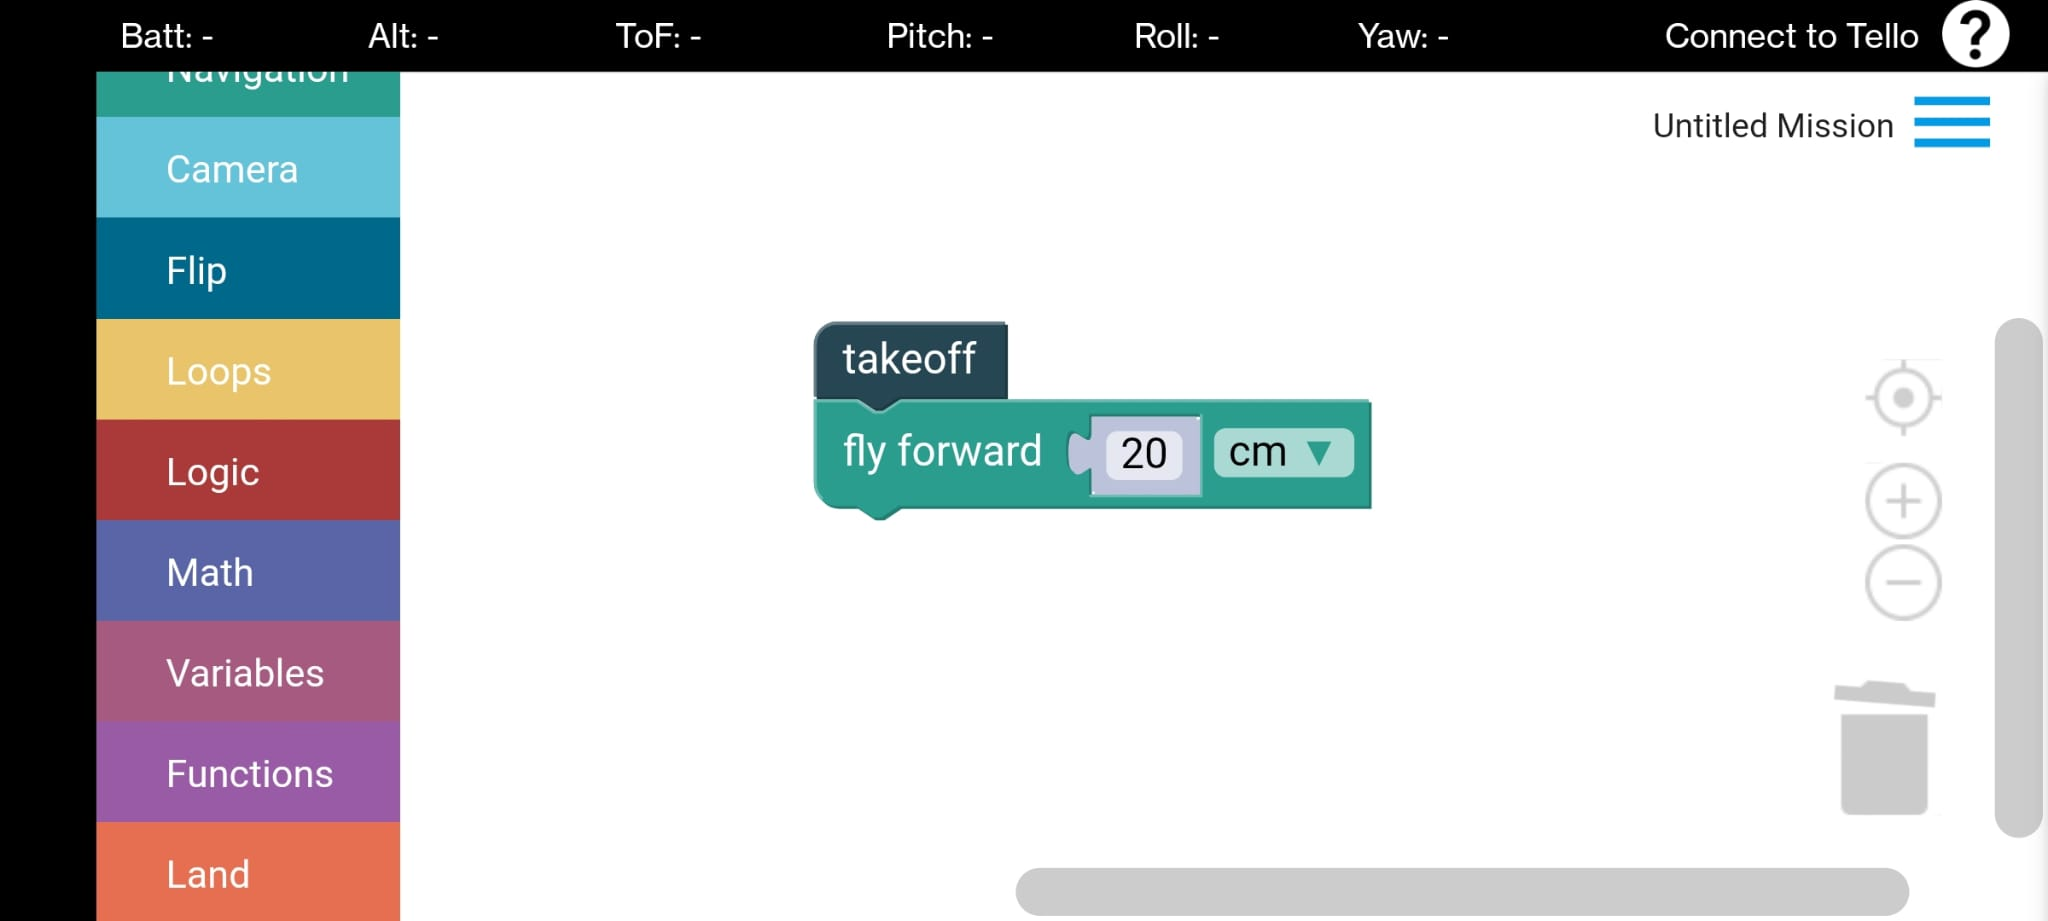 Batt: - Alt: - ToF: - Pitch: - Roll: - Yaw: - Connect to Tello ?
Navigation
Untitled Mission
Camera
Flip
Loops
Logic
Math
Variables
Functions
Land
takeoff
fly forward 20 cm ▼